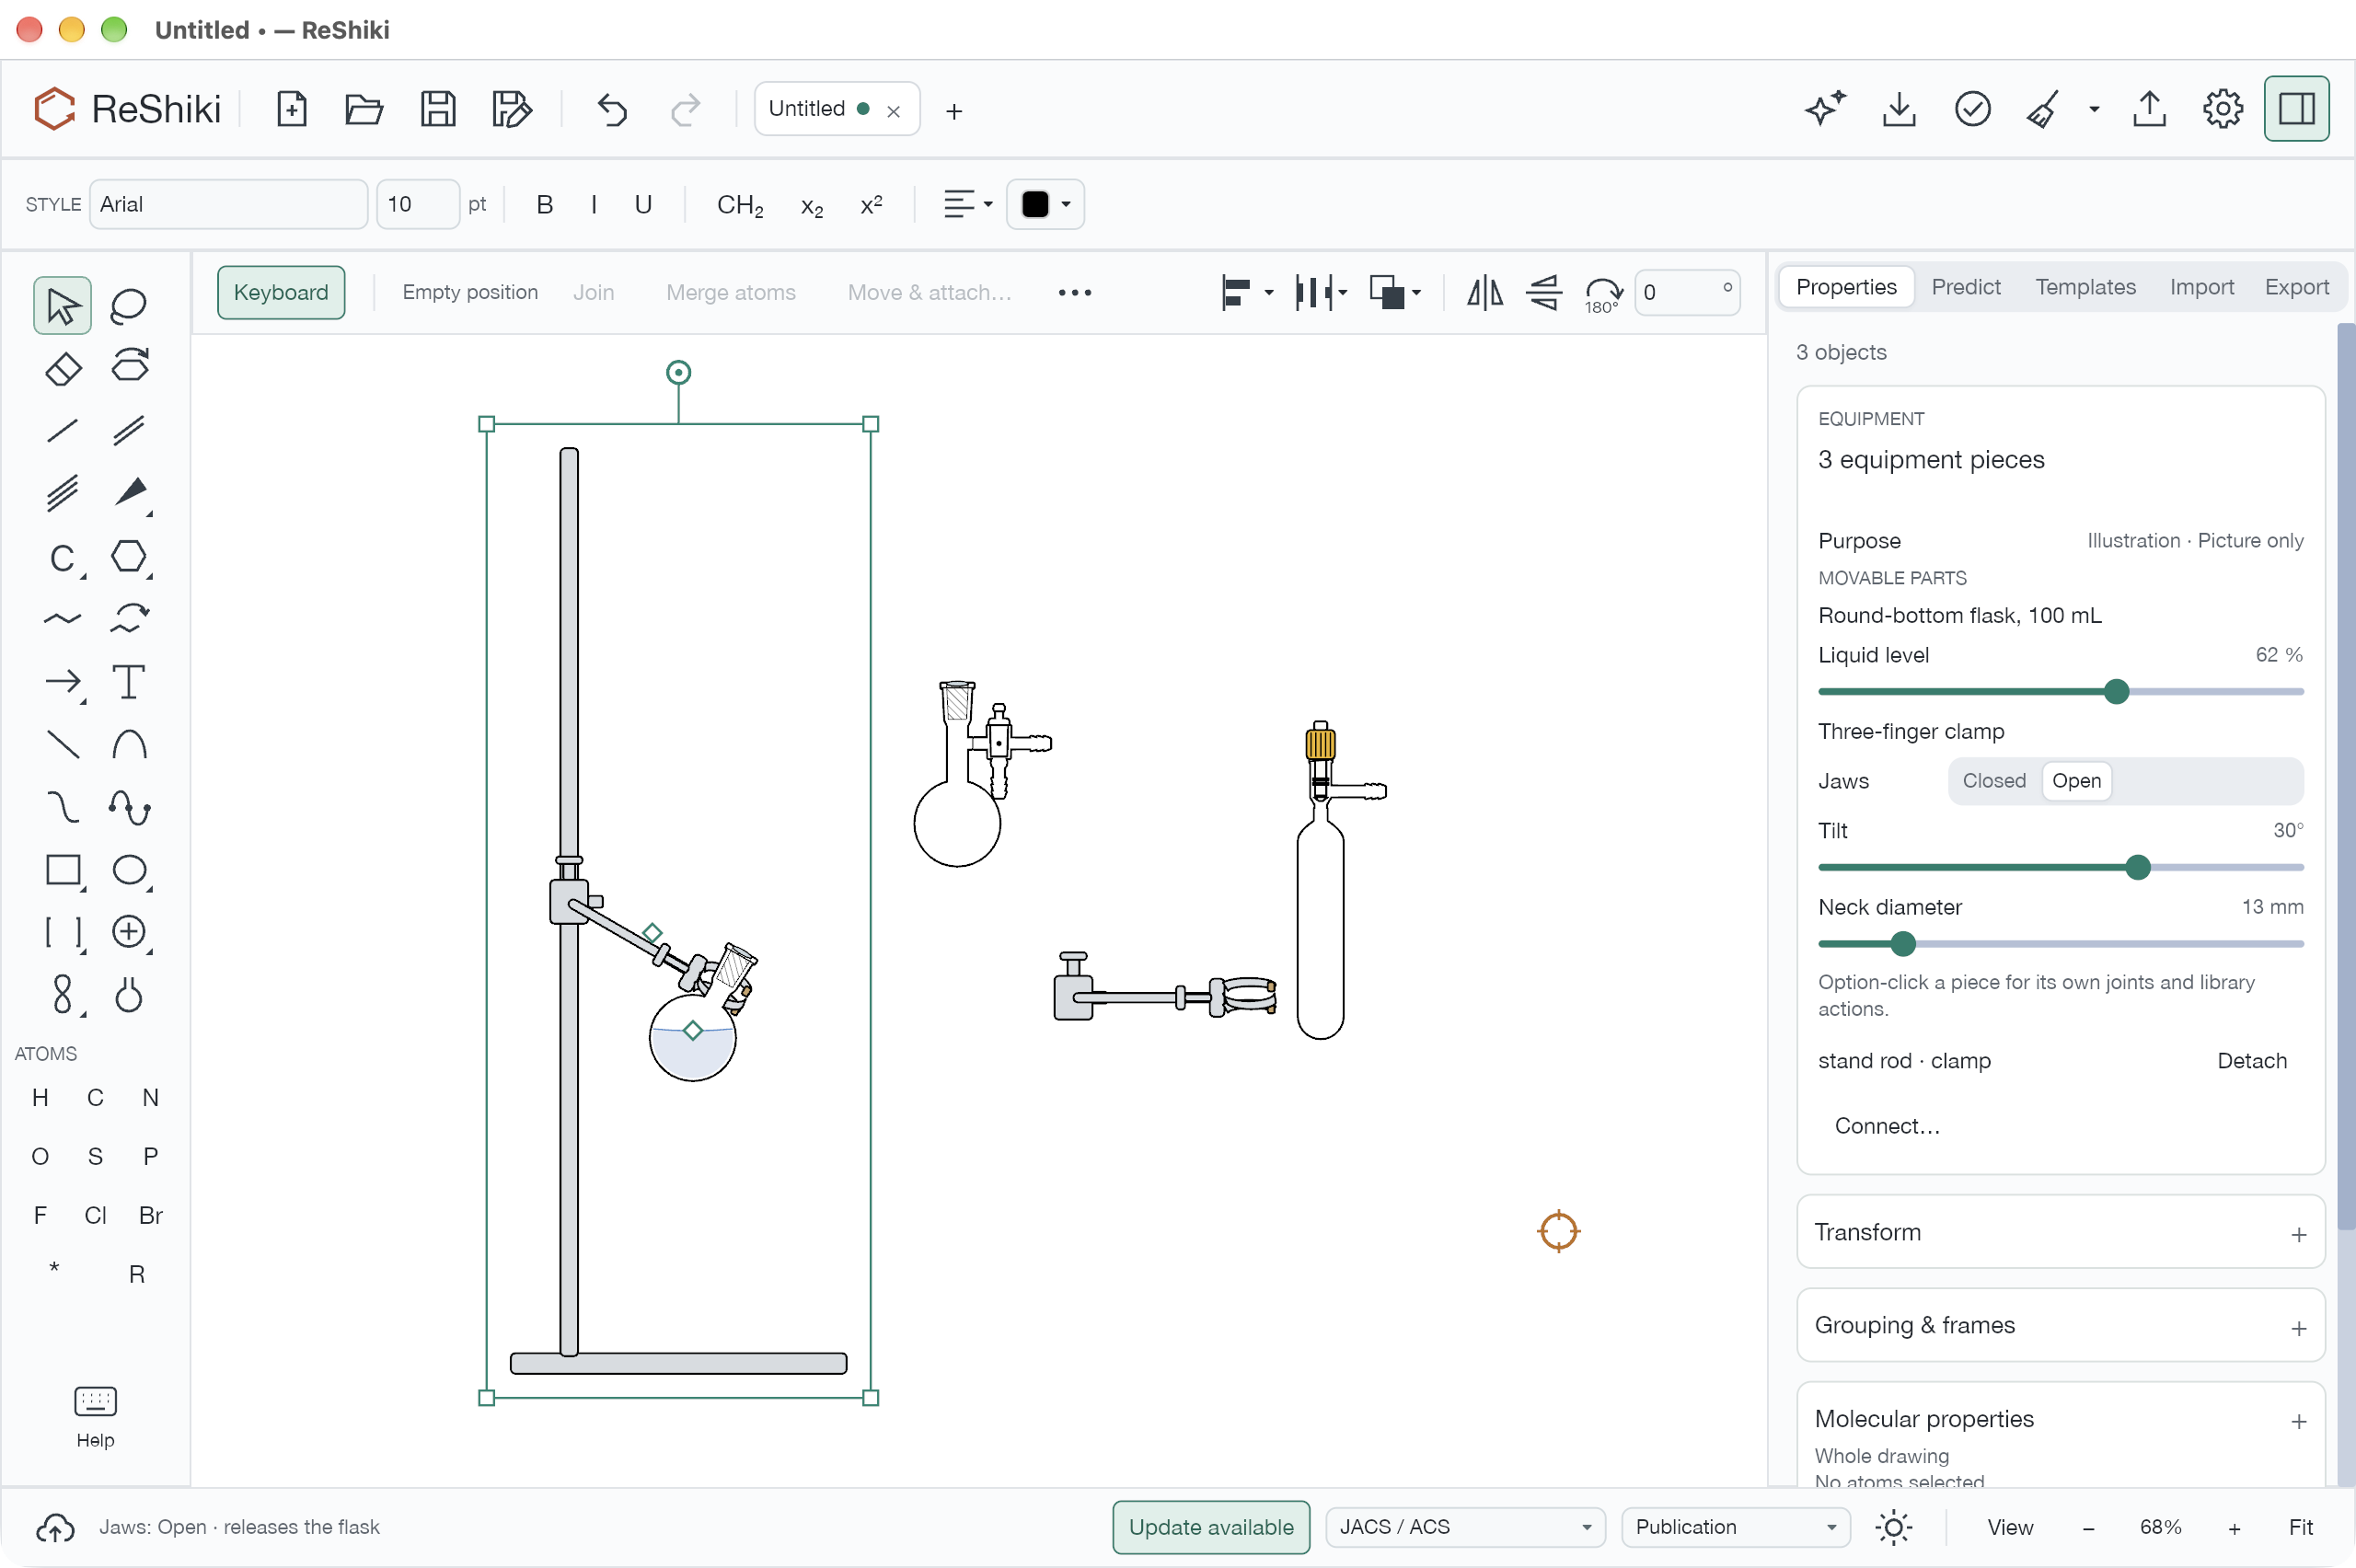 Untitled • — ReShiki
ReShiki
Untitled
STYLE Arial 10 pt B I U CH₂ x₂ x²
Keyboard Empty position Join Merge atoms Move & attach... 180° 0 °
Properties Predict Templates Import Export
3 objects
EQUIPMENT
3 equipment pieces
Purpose Illustration · Picture only
MOVABLE PARTS
Round-bottom flask, 100 mL
Liquid level 62 %
Three-finger clamp
Jaws Closed Open
Tilt 30°
Neck diameter 13 mm
Option-click a piece for its own joints and library
actions.
stand rod · clamp Detach
Connect...
Transform +
Grouping & frames +
Molecular properties +
Whole drawing
No atoms selected
C
T
ATOMS
H C N
O S P
F Cl Br
* R
Help
Jaws: Open · releases the flask Update available JACS / ACS Publication View − 68% + Fit